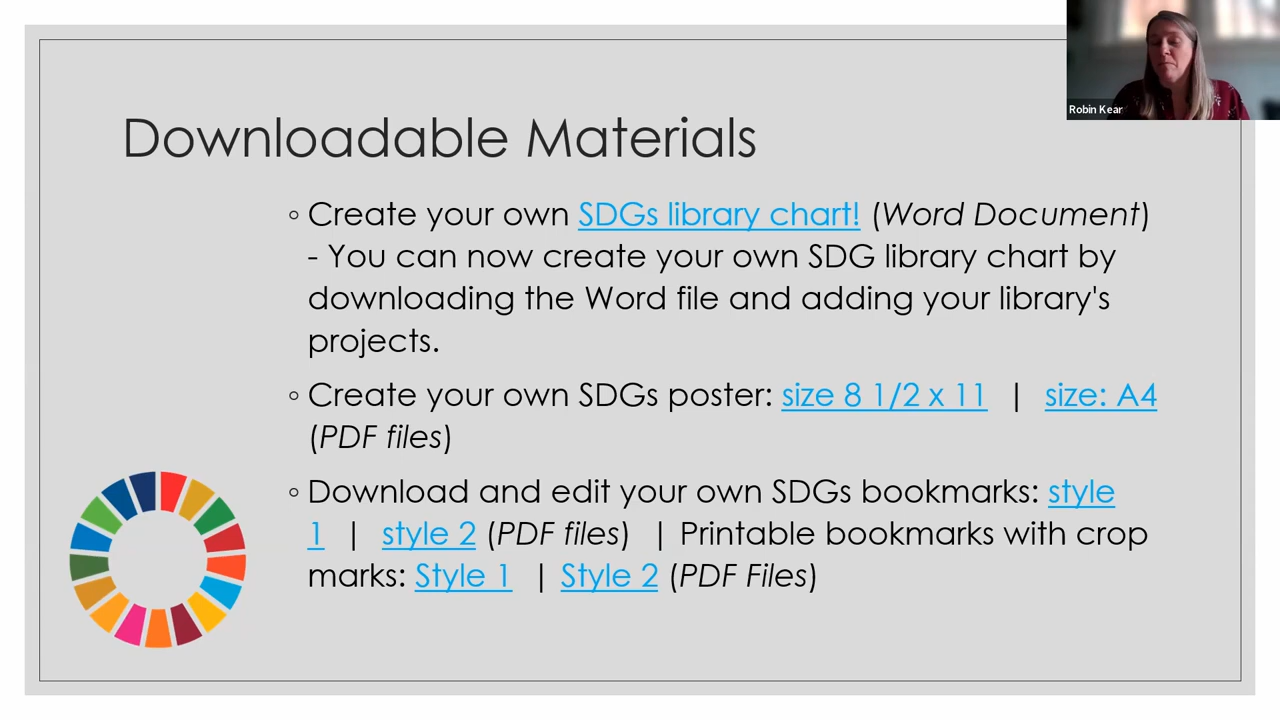 Robin Kear
Downloadable Materials
◦ Create your own SDGs library chart! (Word Document)
- You can now create your own SDG library chart by
downloading the Word file and adding your library's
projects.
◦ Create your own SDGs poster: size 8 1/2 x 11 | size: A4
(PDF files)
◦ Download and edit your own SDGs bookmarks: style
1 | style 2 (PDF files) | Printable bookmarks with crop
marks: Style 1 | Style 2 (PDF Files)